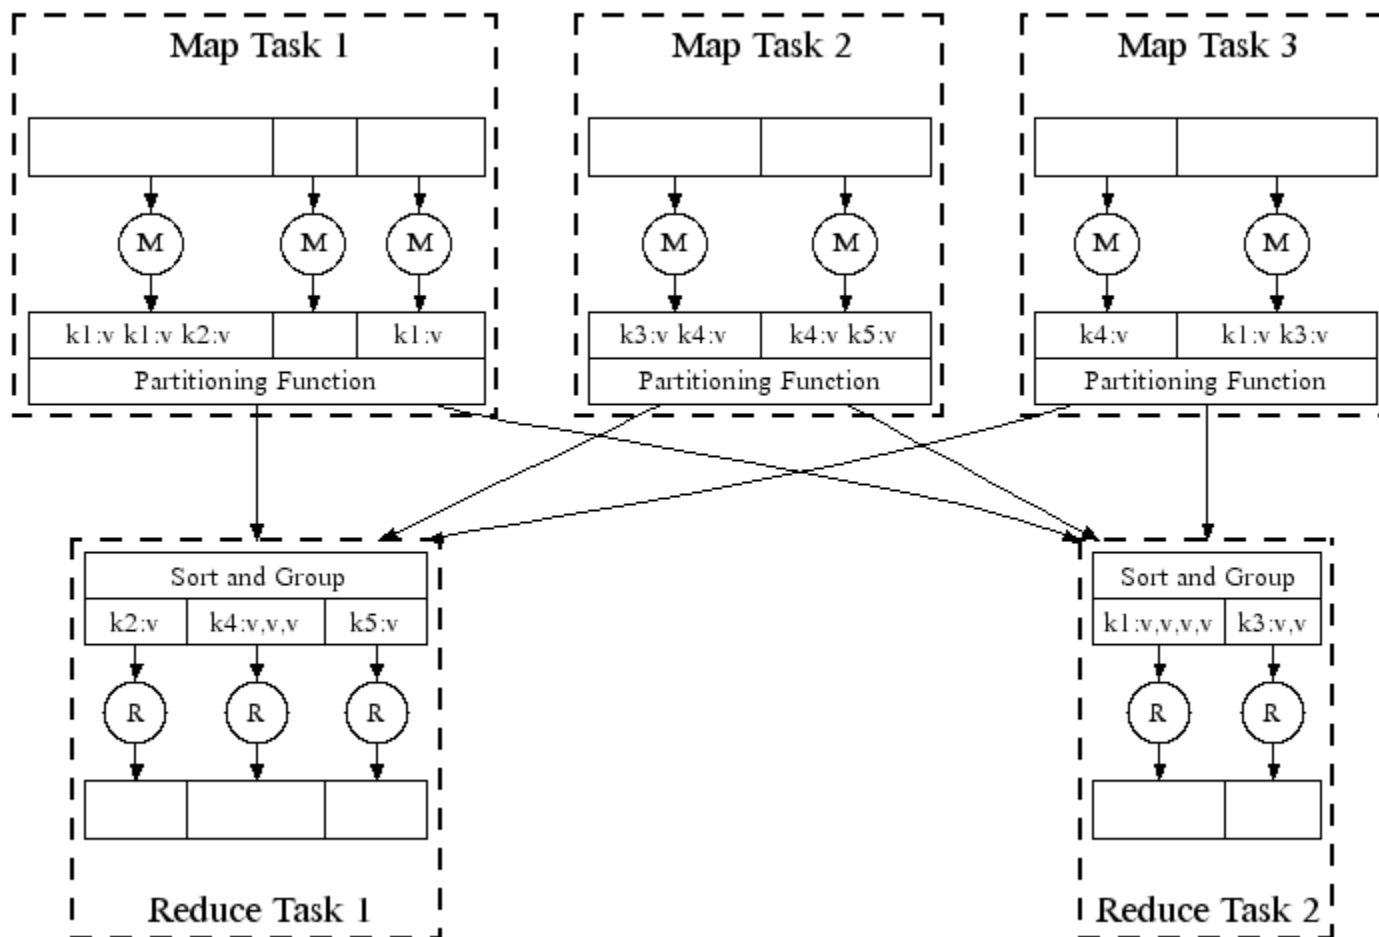 Map Task 1
Map Task 2
Map Task 3
M M M
M M
M M
k1:v k1:v k2:v
k1:v
k3:v k4:v
k4:v k5:v
k4:v
k1:v k3:v
Partitioning Function
Partitioning Function
Partitioning Function
Sort and Group
Sort and Group
k2:v
k4:v,v,v
k5:v
k1:v,v,v,v
k3:v,v
R R R
R R
Reduce Task 1
Reduce Task 2